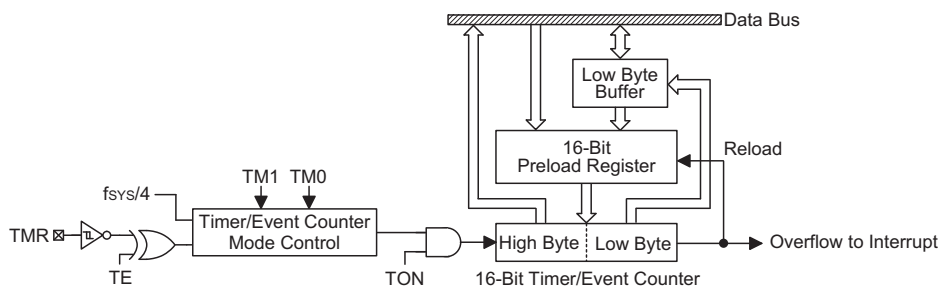 Data Bus
Low Byte
Buffer
16-Bit
Preload Register
Reload
TM1 TM0
fSYS/4
Timer/Event Counter
Mode Control
TMR
TE
TON
High Byte Low Byte
Overflow to Interrupt
16-Bit Timer/Event Counter